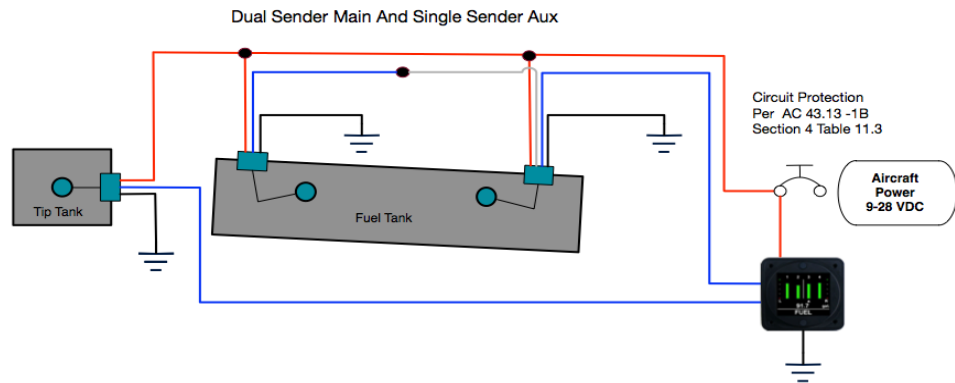 Dual Sender Main And Single Sender Aux
Circuit Protection
Per AC 43.13 -1B
Section 4 Table 11.3
Aircraft
Power
9-28 VDC
Tip Tank
Fuel Tank
FUEL